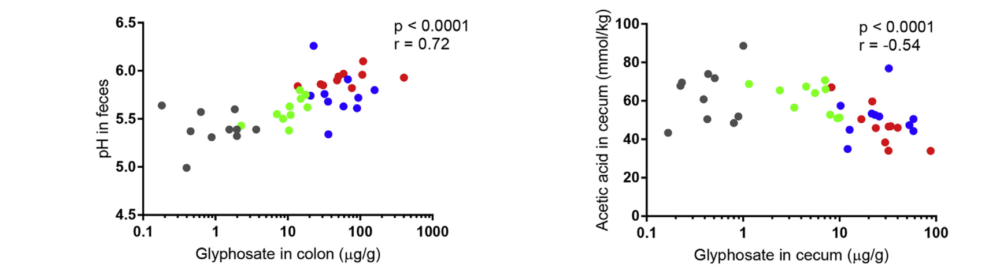 6.5
6.0
5.5
5.0
4.5
pH in feces
p < 0.0001
r = 0.72
0.1 1 10 100 1000
Glyphosate in colon (µg/g)
100
80
60
40
20
0
Acetic acid in cecum (mmol/kg)
p < 0.0001
r = -0.54
0.1 1 10 100
Glyphosate in cecum (µg/g)